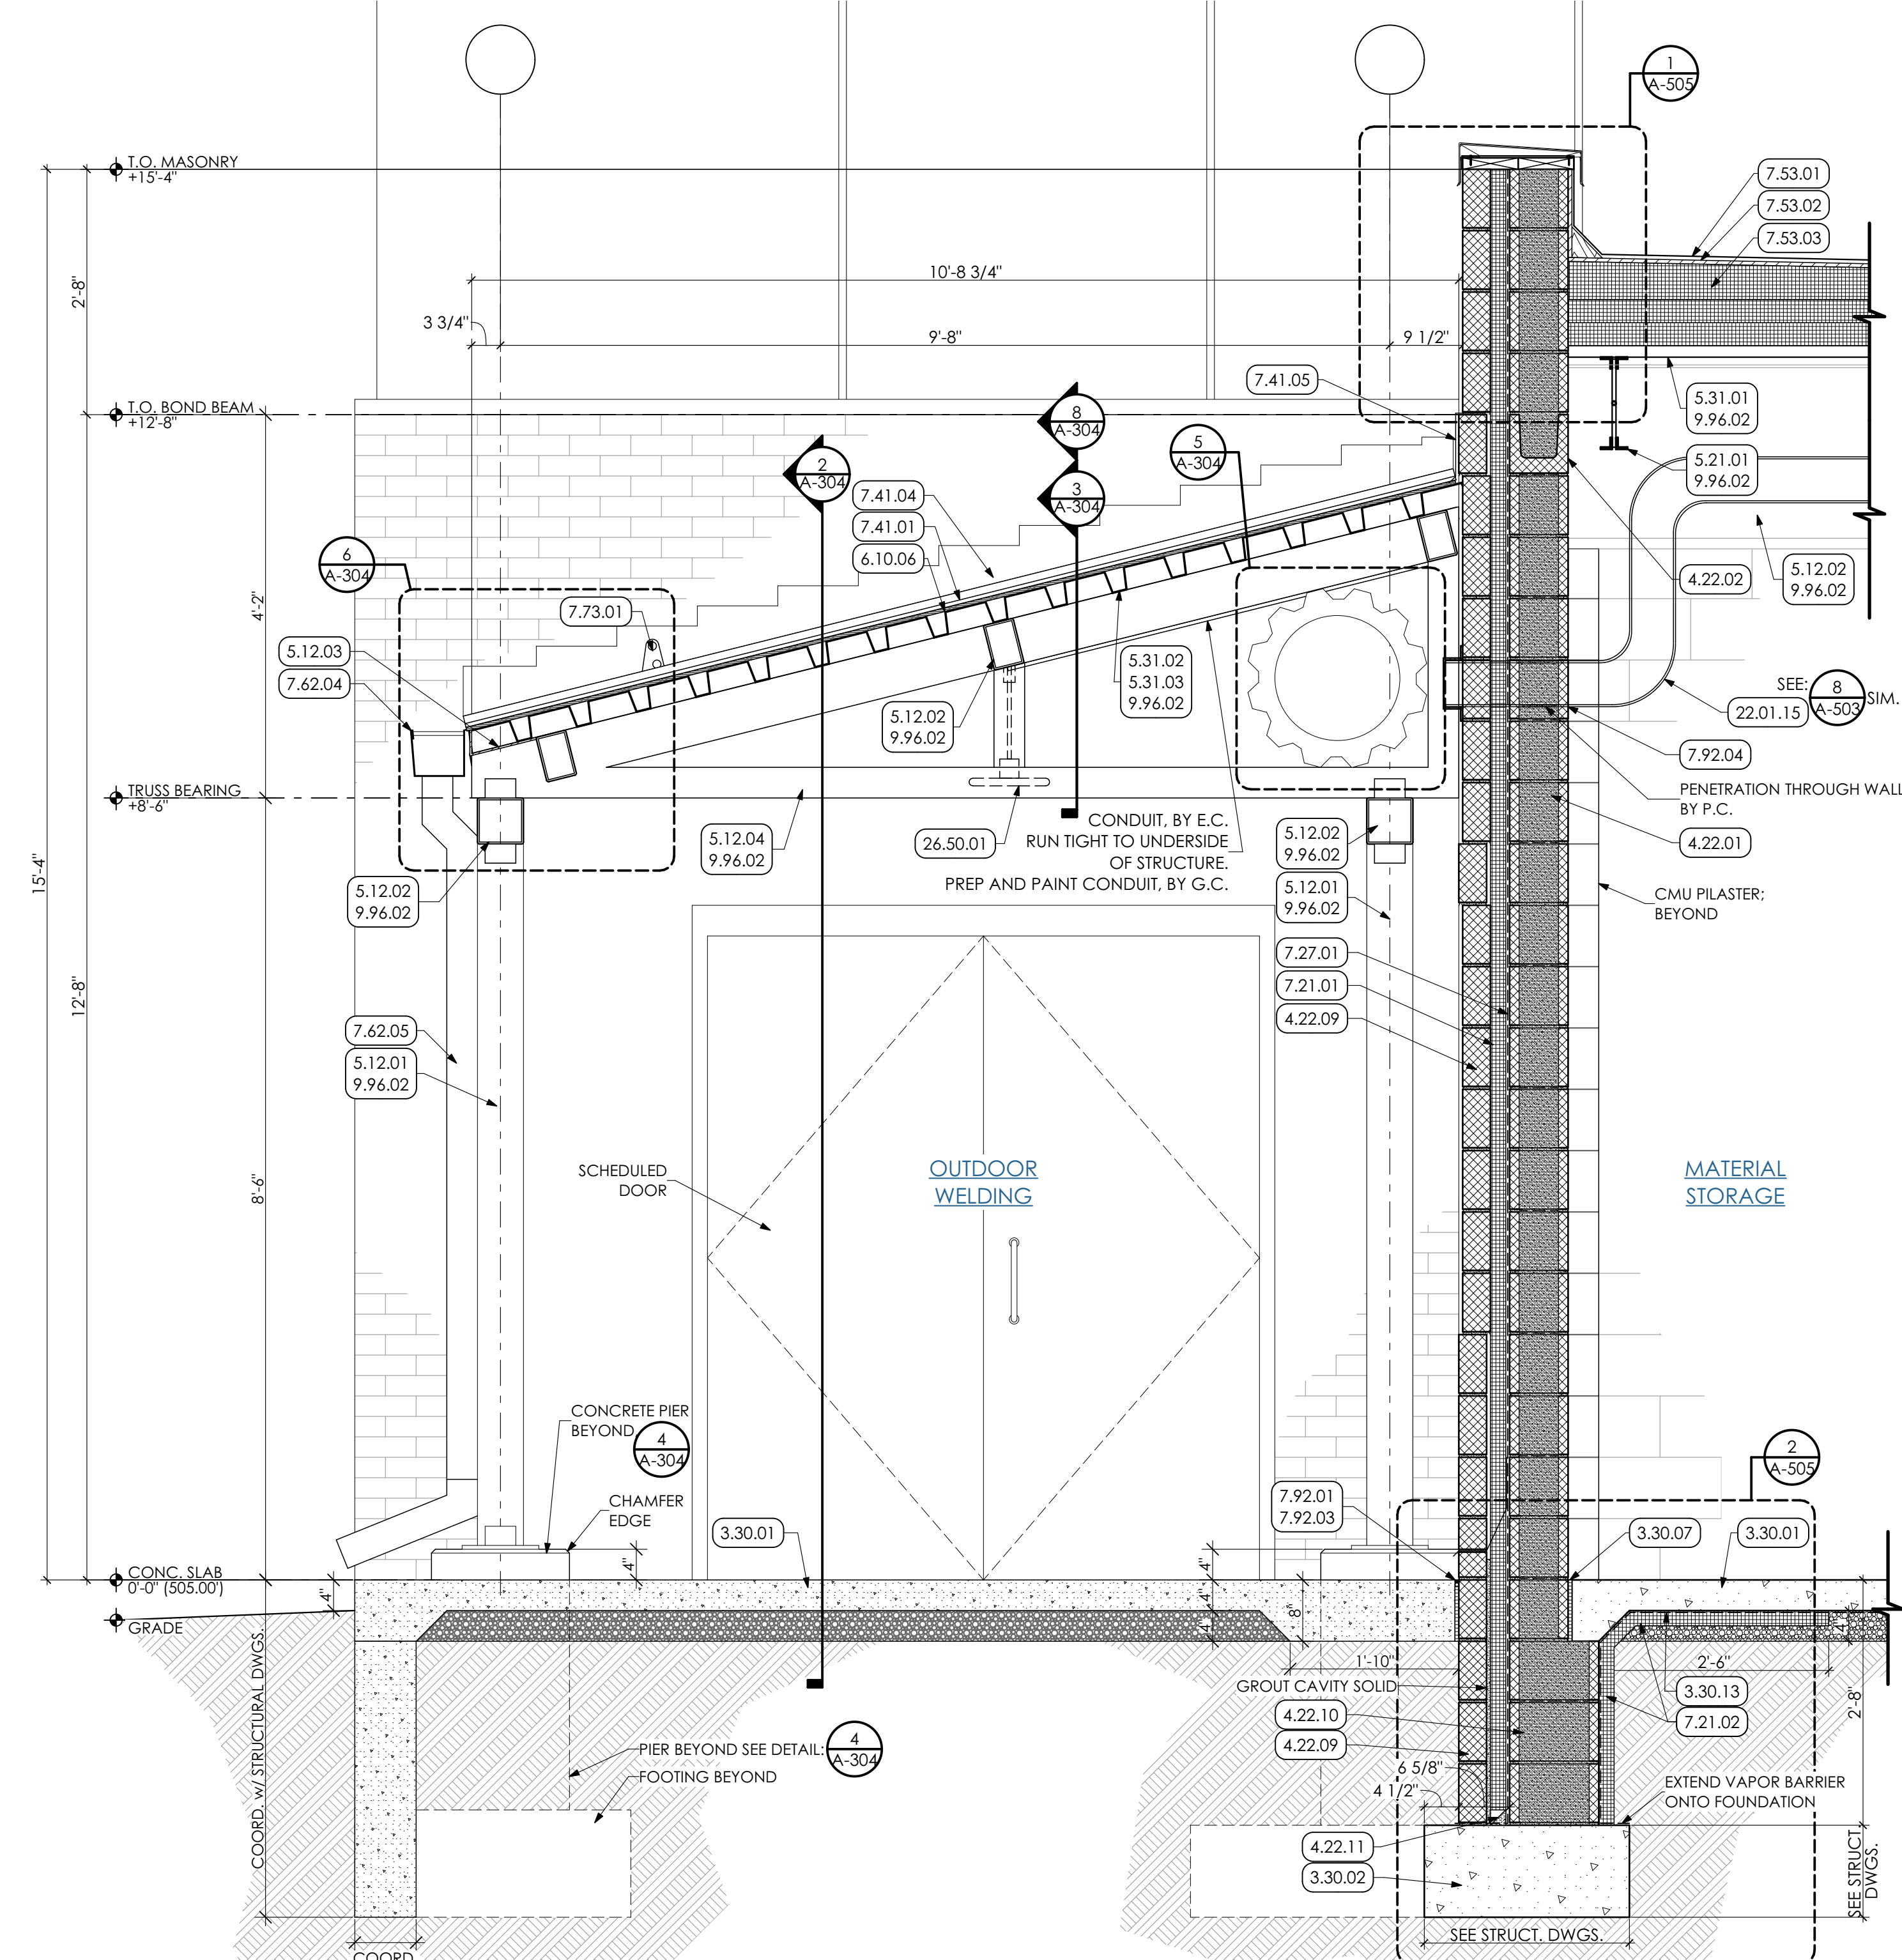 1
A-505
T.O. MASONRY
+15'-4"
7.53.01
7.53.02
7.53.03
10'-8 3/4"
2'-8"
3 3/4"
9'-8"
9 1/2"
7.41.05
5.31.01
9.96.02
T.O. BOND BEAM
+12'-8"
8
A-304
5
A-304
2
A-304
5.21.01
9.96.02
7.41.04
3
A-304
7.41.01
6.10.06
6
A-304
4.22.02
5.12.02
9.96.02
4'-2"
7.73.01
5.12.03
7.62.04
5.31.02
5.31.03
9.96.02
5.12.02
9.96.02
SEE:
8
A-503
SIM.
22.01.15
7.92.04
TRUSS BEARING
+8'-6"
PENETRATION THROUGH WALL
BY P.C.
CONDUIT, BY E.C.
RUN TIGHT TO UNDERSIDE
OF STRUCTURE.
PREP AND PAINT CONDUIT, BY G.C.
5.12.04
9.96.02
26.50.01
5.12.02
9.96.02
4.22.01
15'-4"
5.12.02
9.96.02
5.12.01
9.96.02
CMU PILASTER;
BEYOND
7.27.01
7.21.01
4.22.09
12'-8"
7.62.05
5.12.01
9.96.02
8'-6"
SCHEDULED
DOOR
OUTDOOR
WELDING
MATERIAL
STORAGE
CONCRETE PIER
BEYOND
4
A-304
2
A-505
CHAMFER
EDGE
3.30.01
7.92.01
7.92.03
3.30.07
3.30.01
4"
4"
CONC. SLAB
0'-0" (505.00')
4"
4"
8"
GRADE
4"
4"
1'-10"
2'-6"
GROUT CAVITY SOLID
3.30.13
7.21.02
2'-8"
4.22.10
4.22.09
COORD. w/ STRUCTURAL DWGS.
PIER BEYOND SEE DETAIL:
4
A-304
FOOTING BEYOND
6 5/8"
4 1/2"
EXTEND VAPOR BARRIER
ONTO FOUNDATION
4.22.11
3.30.02
SEE STRUCT.
DWGS.
SEE STRUCT. DWGS.
COORD.